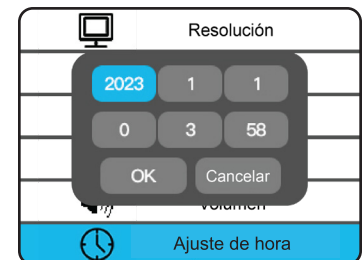 Resolución
2023 1 1
0 3 58
OK Cancelar
Volumen
Ajuste de hora